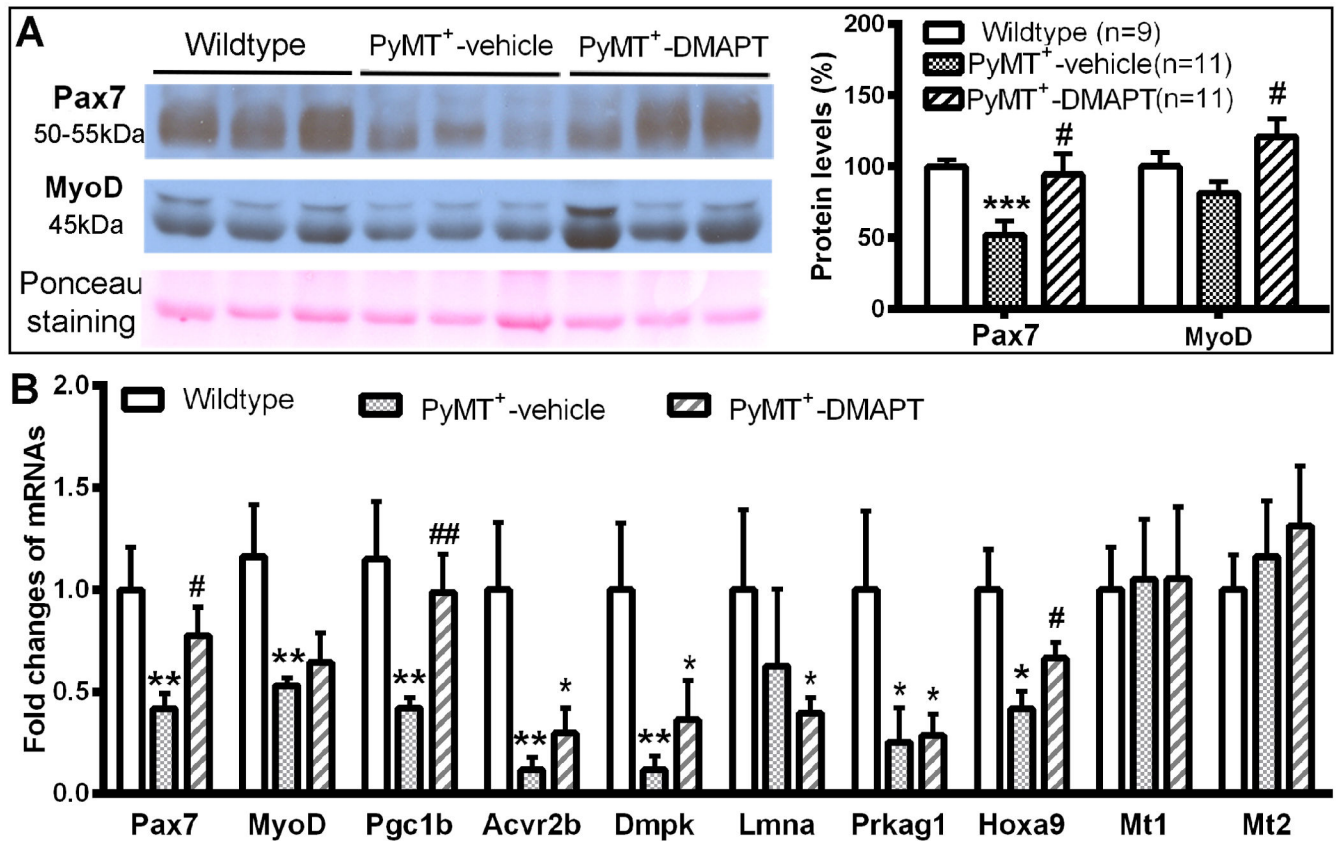 A
Wildtype PyMT+-vehicle PyMT+-DMAPT
Pax7
50-55kDa
MyoD
45kDa
Ponceau
staining
Protein levels (%)
200
150
100
50
0
Wildtype (n=9)
PyMT+-vehicle(n=11)
PyMT+-DMAPT(n=11)
***
#
#
Pax7 MyoD
B
Fold changes of mRNAs
2.0
1.5
1.0
0.5
0.0
Wildtype PyMT+-vehicle PyMT+-DMAPT
** # ** ** ## ** * ** * * * * * #
Pax7 MyoD Pgc1b Acvr2b Dmpk Lmna Prkag1 Hoxa9 Mt1 Mt2